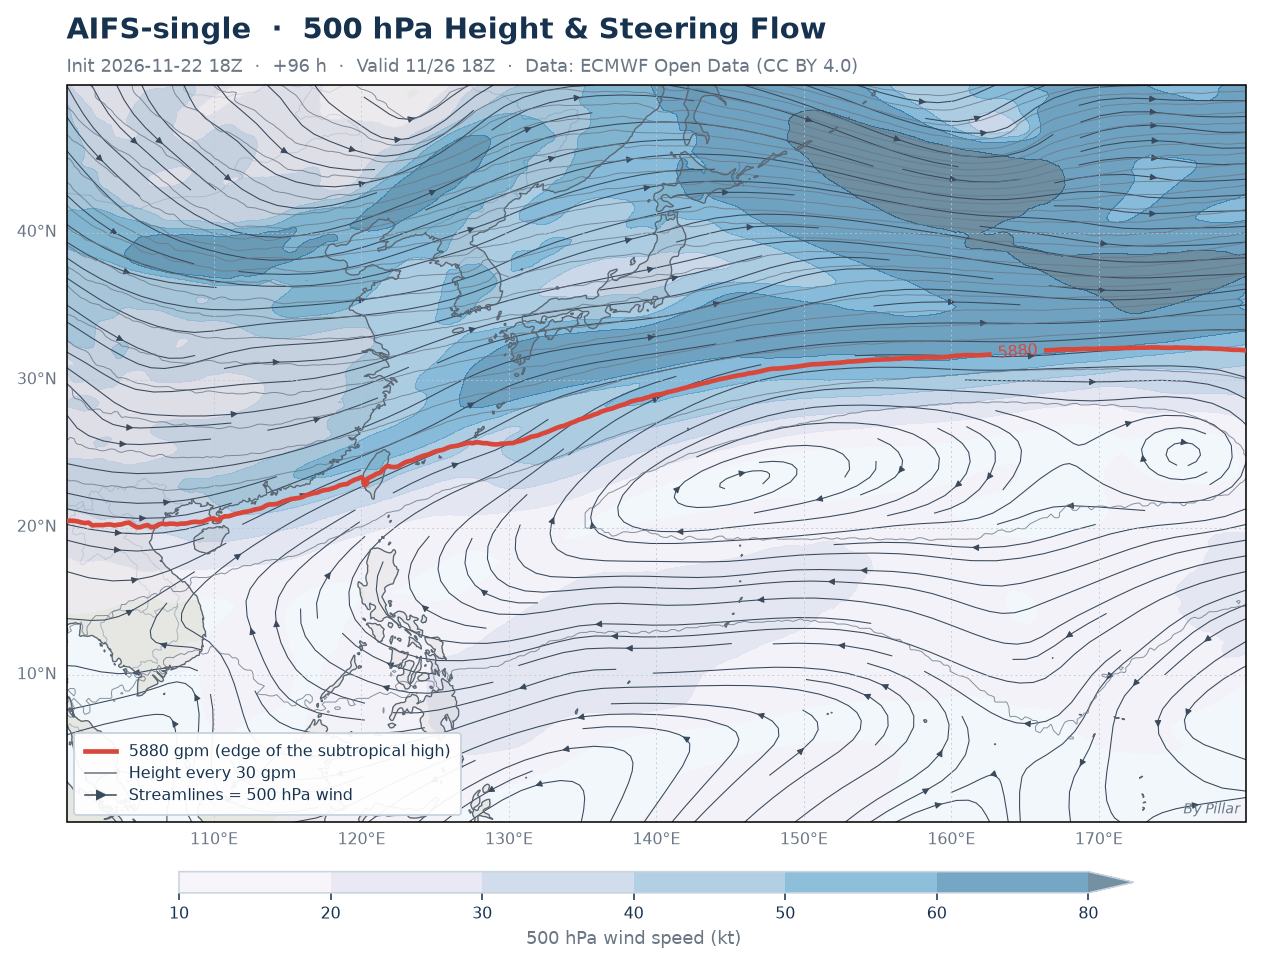 AIFS-single · 500 hPa Height & Steering Flow
Init 2026-11-22 18Z · +96 h · Valid 11/26 18Z · Data: ECMWF Open Data (CC BY 4.0)
40°N
5880
30°N
20°N
10°N
5880 gpm (edge of the subtropical high)
Height every 30 gpm
Streamlines = 500 hPa wind
By Pillar
110°E 120°E 130°E 140°E 150°E 160°E 170°E
10 20 30 40 50 60 80
500 hPa wind speed (kt)